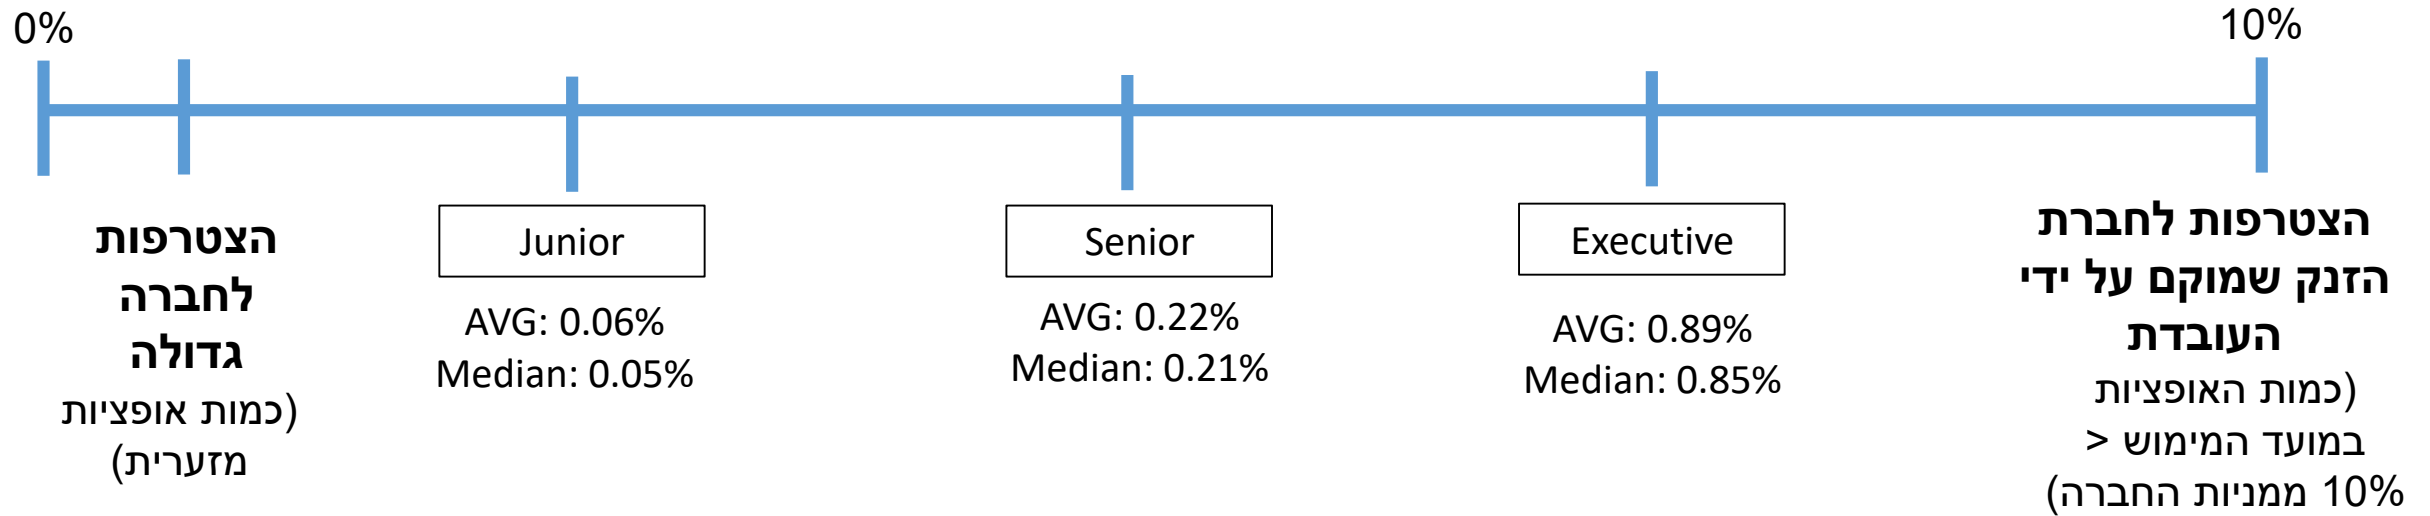 0%
10%
הצטרפות
לחברה
גדולה
(כמות אופציות
מזערית)
Junior
AVG: 0.06%
Median: 0.05%
Senior
AVG: 0.22%
Median: 0.21%
Executive
AVG: 0.89%
Median: 0.85%
הצטרפות לחברת
הזנק שמוקם על ידי
העובדת
(כמות האופציות
במועד המימוש <
10% ממניות החברה)